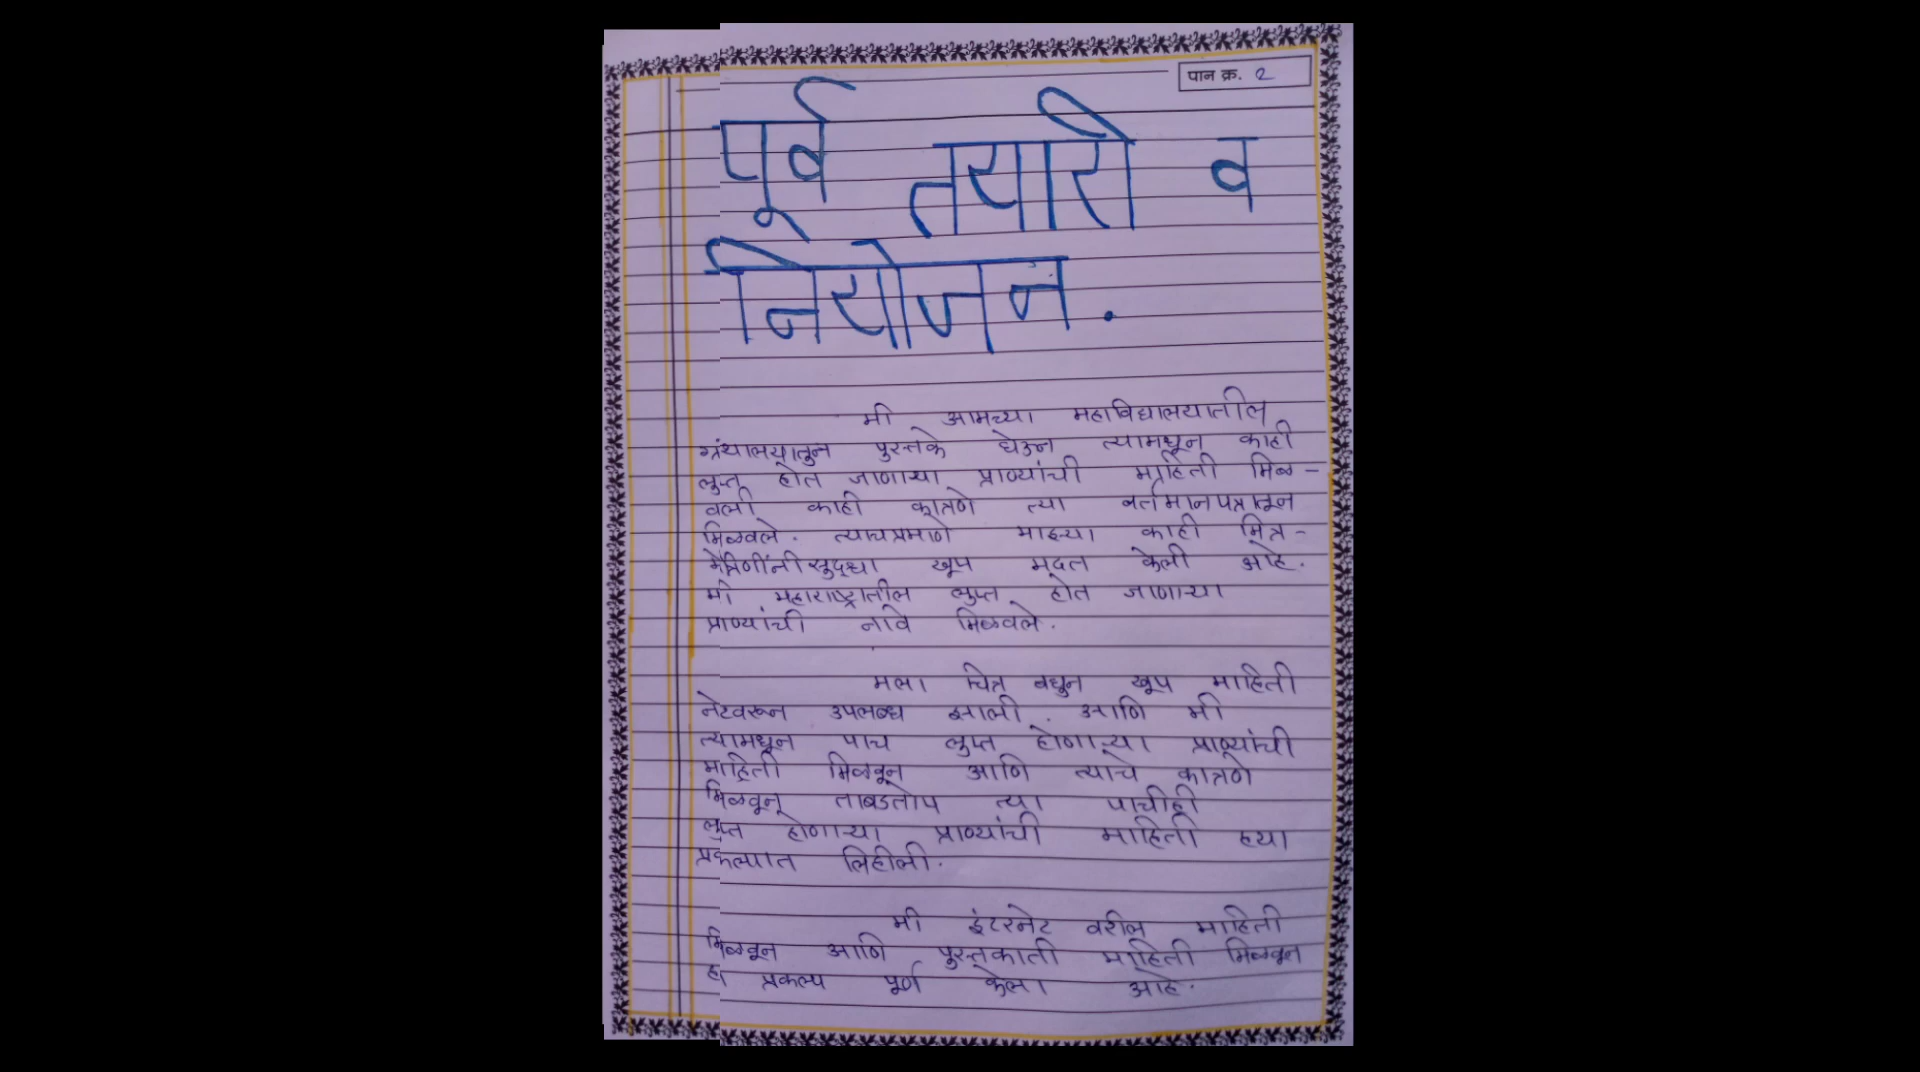 पान क्र. २
पूर्व तयारी व
नियोजन.
मी आमच्या महाविद्यालयातील
ग्रंथालयातुन पुस्तके घेऊन त्यामधून काही
लुप्त होत जाणाऱ्या प्राण्यांची माहिती मिळ-
वली काही कात्रणे त्या वर्तमानपत्रातून
मिळवले. त्याचप्रमाणे माझ्या काही मित्र-
मैत्रिणींनी सुद्धा खूप मदत केली आहे.
मी महाराष्ट्रातील लुप्त होत जाणाऱ्या
प्राण्यांची नावे मिळवले.
मला चित्र बघुन खूप माहिती
नेटवरून उपलब्ध झाली. आणि मी
त्यामधून पाच लुप्त होणाऱ्या प्राण्यांची
माहिती मिळवून आणि त्याचे कात्रणे
मिळवून ताबडतोप त्या पाचीही
लुप्त होणाऱ्या प्राण्यांची माहिती ह्या
प्रकल्पात लिहीली.
मी इंटरनेट वरील माहिती
मिळवून आणि पुस्तकाती माहिती मिळवून
हा प्रकल्प पूर्ण केला आहे.